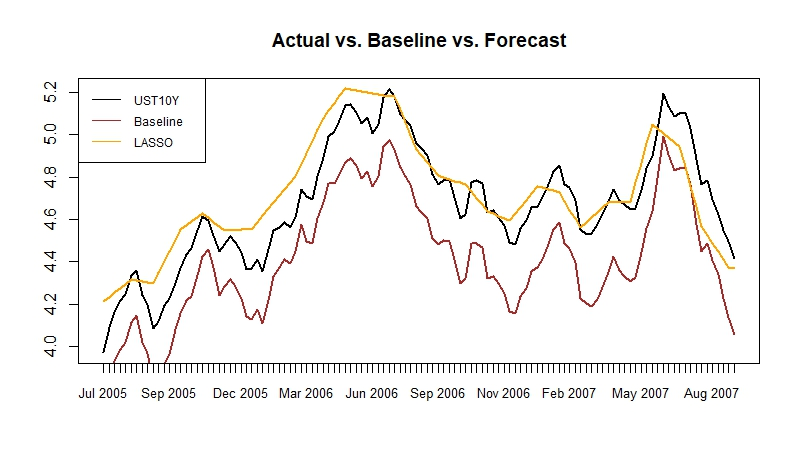 Actual vs. Baseline vs. Forecast
UST10Y
Baseline
LASSO
5.2
5.0
4.8
4.6
4.4
4.2
4.0
Jul 2005 Sep 2005 Dec 2005 Mar 2006 Jun 2006 Sep 2006 Nov 2006 Feb 2007 May 2007 Aug 2007